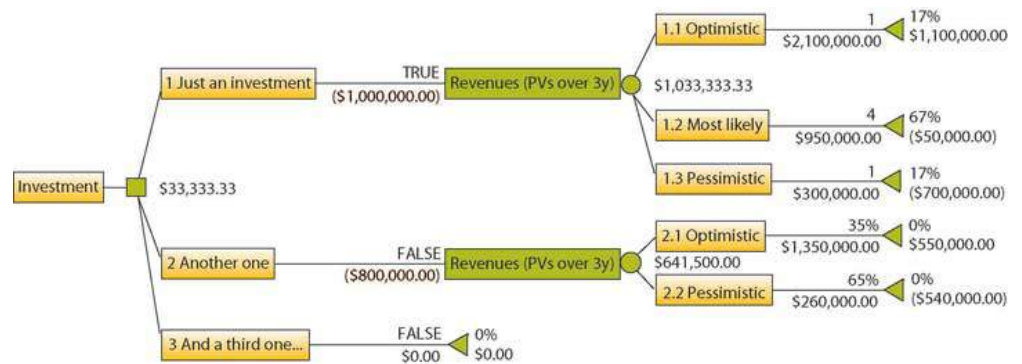 1.1 Optimistic
1
17%
$2,100,000.00
$1,100,000.00
1 Just an investment
TRUE
($1,000,000.00)
Revenues (PVs over 3y)
$1,033,333.33
1.2 Most likely
4
67%
$950,000.00
($50,000.00)
1.3 Pessimistic
1
17%
$300,000.00
($700,000.00)
Investment
$33,333.33
2.1 Optimistic
35%
0%
$1,350,000.00
$550,000.00
2 Another one
FALSE
($800,000.00)
Revenues (PVs over 3y)
$641,500.00
2.2 Pessimistic
65%
0%
$260,000.00
($540,000.00)
3 And a third one...
FALSE
0%
$0.00
$0.00